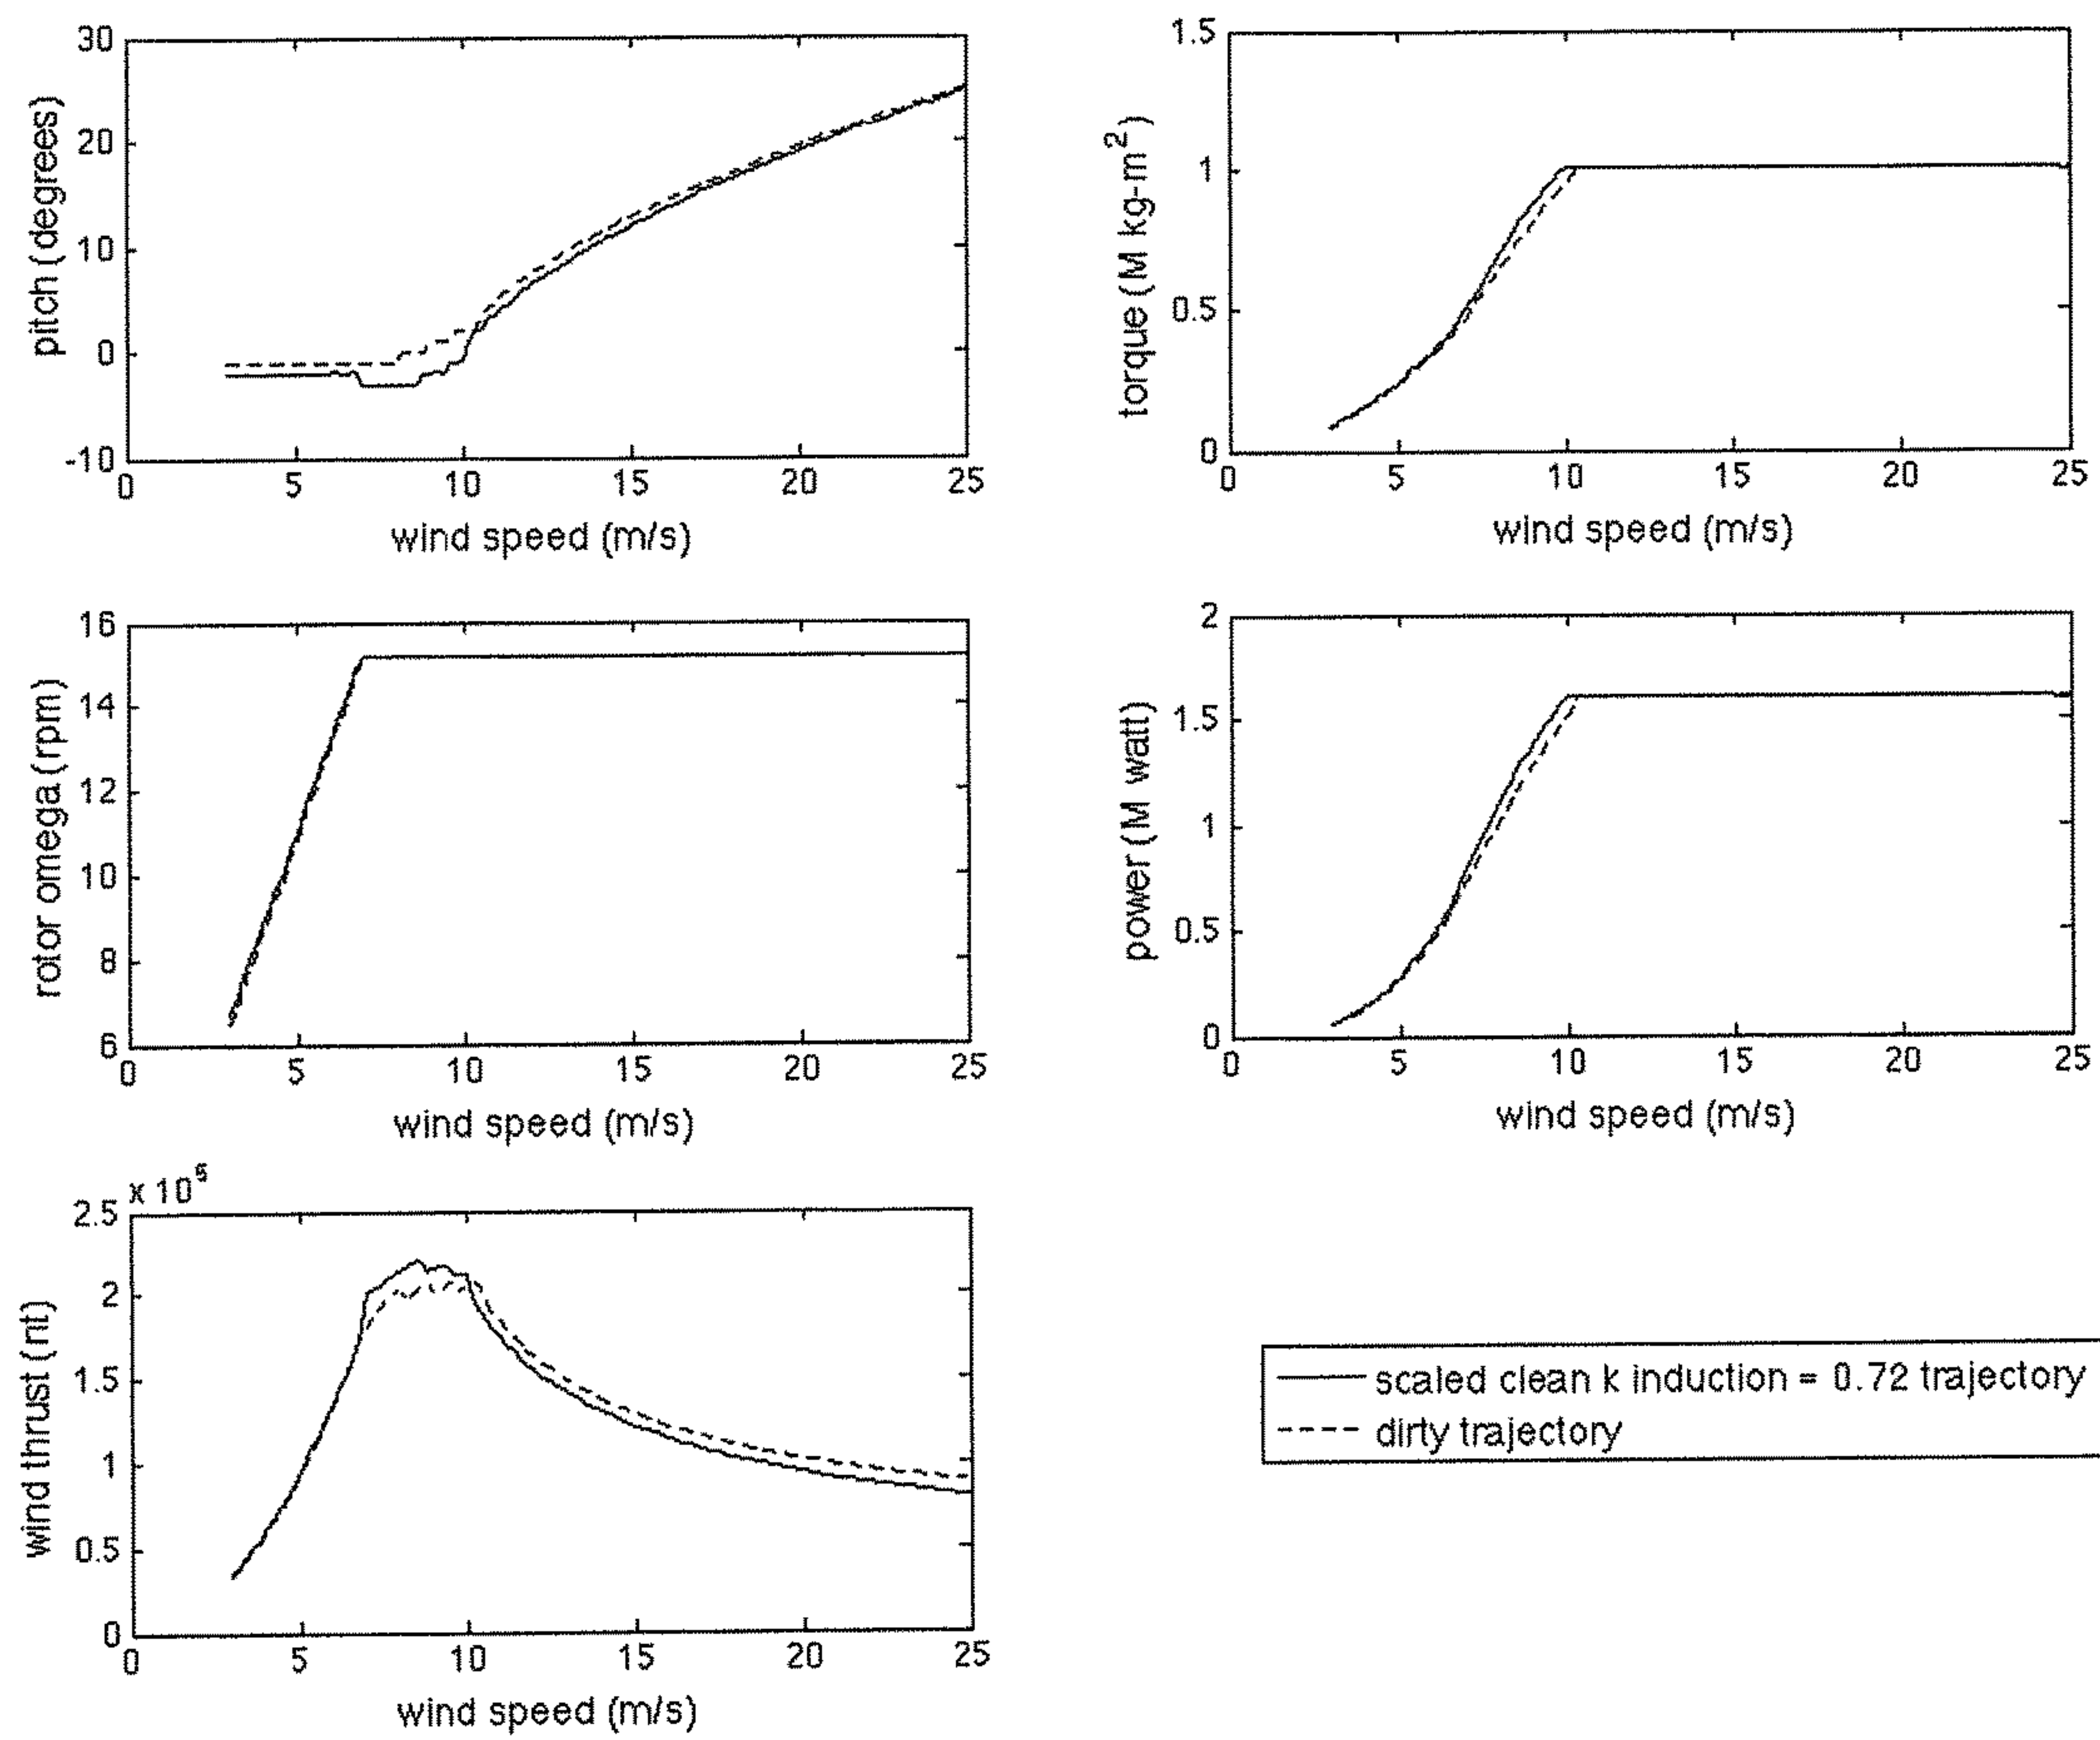 30
20
10
0
-10
pitch (degrees)
0 5 10 15 20 25
wind speed (m/s)
1.5
1
0.5
0
torque (M kg-m²)
0 5 10 15 20 25
wind speed (m/s)
16
14
12
10
8
6
rotor omega (rpm)
0 5 10 15 20 25
wind speed (m/s)
2
1.5
1
0.5
0
power (M watt)
0 5 10 15 20 25
wind speed (m/s)
x 10⁵
2.5
2
1.5
1
0.5
0
wind thrust (nt)
0 5 10 15 20 25
wind speed (m/s)
scaled clean k induction = 0.72 trajectory
dirty trajectory